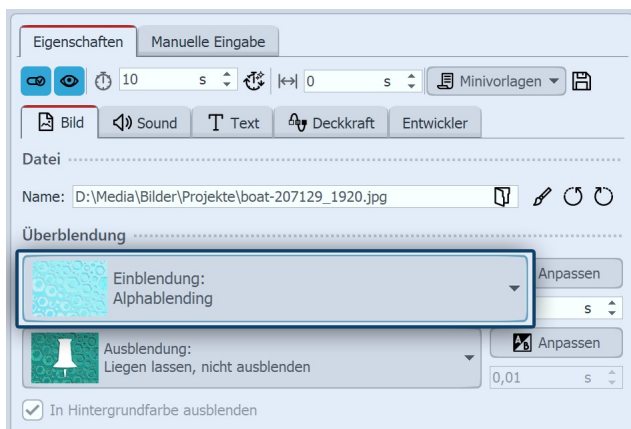 Eigenschaften Manuelle Eingabe
10 s 0 s Minivorlagen
Bild Sound Text Deckkraft Entwickler
Datei
Name: D:\Media\Bilder\Projekte\boat-207129_1920.jpg
Überblendung
Einblendung: Anpassen
Alphablending
s
Ausblendung: Anpassen
Liegen lassen, nicht ausblenden
0,01 s
In Hintergrundfarbe ausblenden